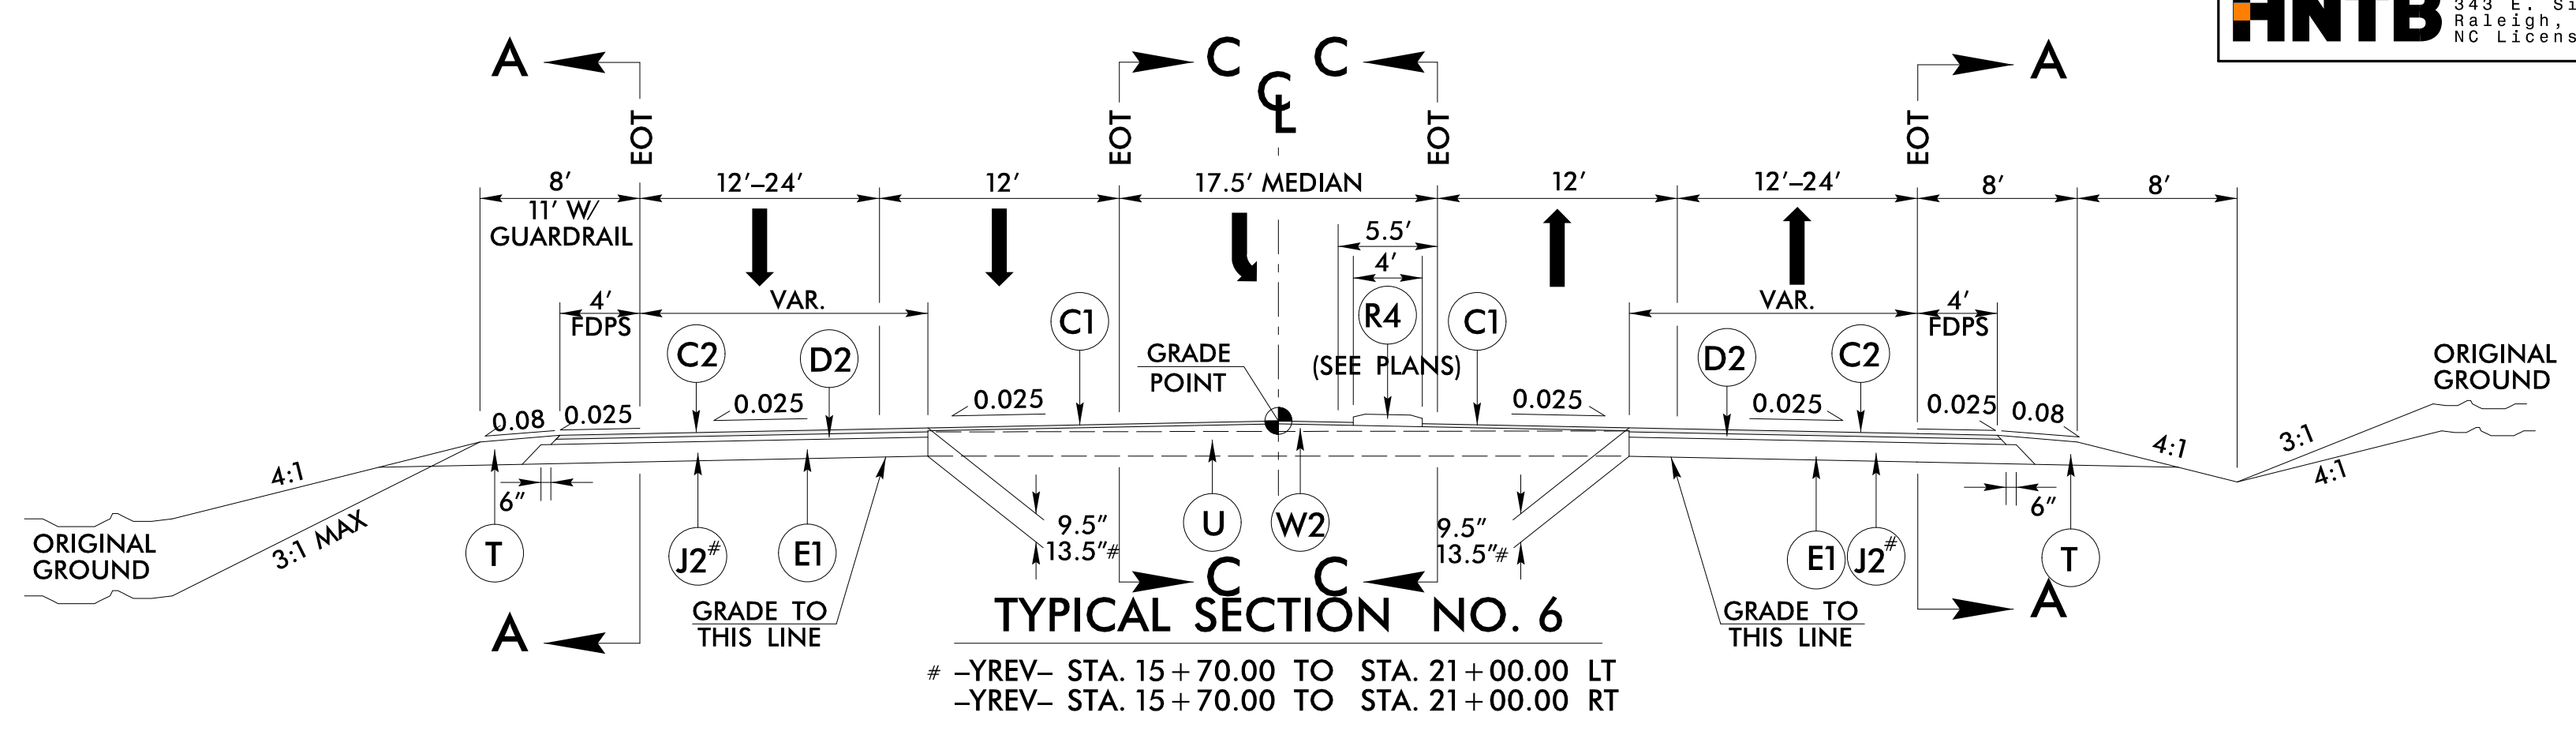 HNTB
343 E. Si
Raleigh,
NC Licens
A
C
C
A
CL
EOT
EOT
EOT
EOT
8'
12'–24'
12'
17.5' MEDIAN
12'
12'–24'
8'
8'
11' W/
GUARDRAIL
5.5'
4'
4'
FDPS
VAR.
VAR.
4'
FDPS
C1
R4
C1
C2
D2
D2
C2
GRADE
POINT
(SEE PLANS)
ORIGINAL
GROUND
0.08
0.025
0.025
0.025
0.025
0.025
0.025
0.08
4:1
4:1
3:1
4:1
6"
6"
3:1 MAX
ORIGINAL
GROUND
9.5"
13.5"#
9.5"
13.5"#
T
J2#
E1
U
W2
E1
J2#
T
C
C
A
A
GRADE TO
THIS LINE
GRADE TO
THIS LINE
TYPICAL SECTION NO. 6
# –YREV– STA. 15+70.00 TO STA. 21+00.00 LT
–YREV– STA. 15+70.00 TO STA. 21+00.00 RT